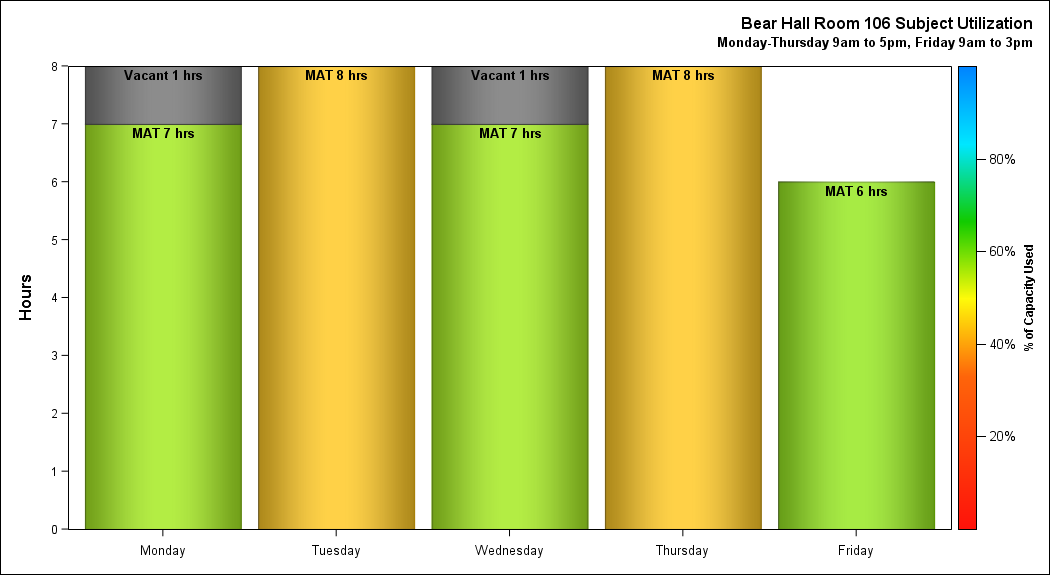 Bear Hall Room 106 Subject Utilization
Monday-Thursday 9am to 5pm, Friday 9am to 3pm
8
7
6
5
4
3
2
1
0
Hours
Vacant 1 hrs
MAT 7 hrs
MAT 8 hrs
Vacant 1 hrs
MAT 7 hrs
MAT 8 hrs
MAT 6 hrs
Monday
Tuesday
Wednesday
Thursday
Friday
80%
60%
40%
20%
% of Capacity Used